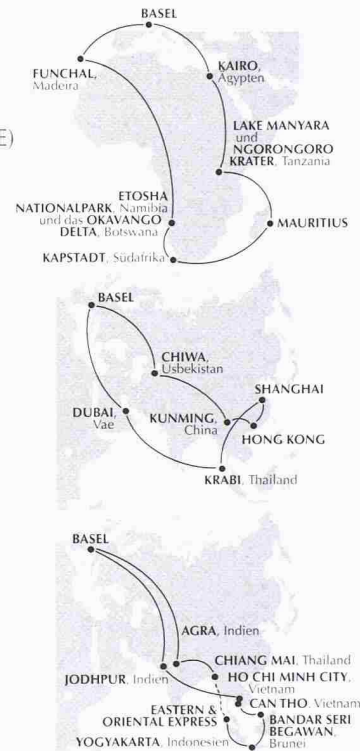 BASEL
KAIRO,
Ägypten
FUNCHAL,
Madeira
E)
LAKE MANYARA
und
NGORONGORO
KRATER, Tanzania
ETOSHA
NATIONALPARK, Namibia
und das OKAVANGO
DELTA, Botswana
MAURITIUS
KAPSTADT, Südafrika
BASEL
CHIWA,
Usbekistan
SHANGHAI
DUBAI,
Vae
KUNMING,
China
HONG KONG
KRABI, Thailand
BASEL
AGRA, Indien
CHIANG MAI, Thailand
JODHPUR, Indien
HO CHI MINH CITY,
Vietnam
CAN THO, Vietnam
EASTERN &
ORIENTAL EXPRESS
BANDAR SERI
BEGAWAN,
Brunei
YOGYAKARTA, Indonesien